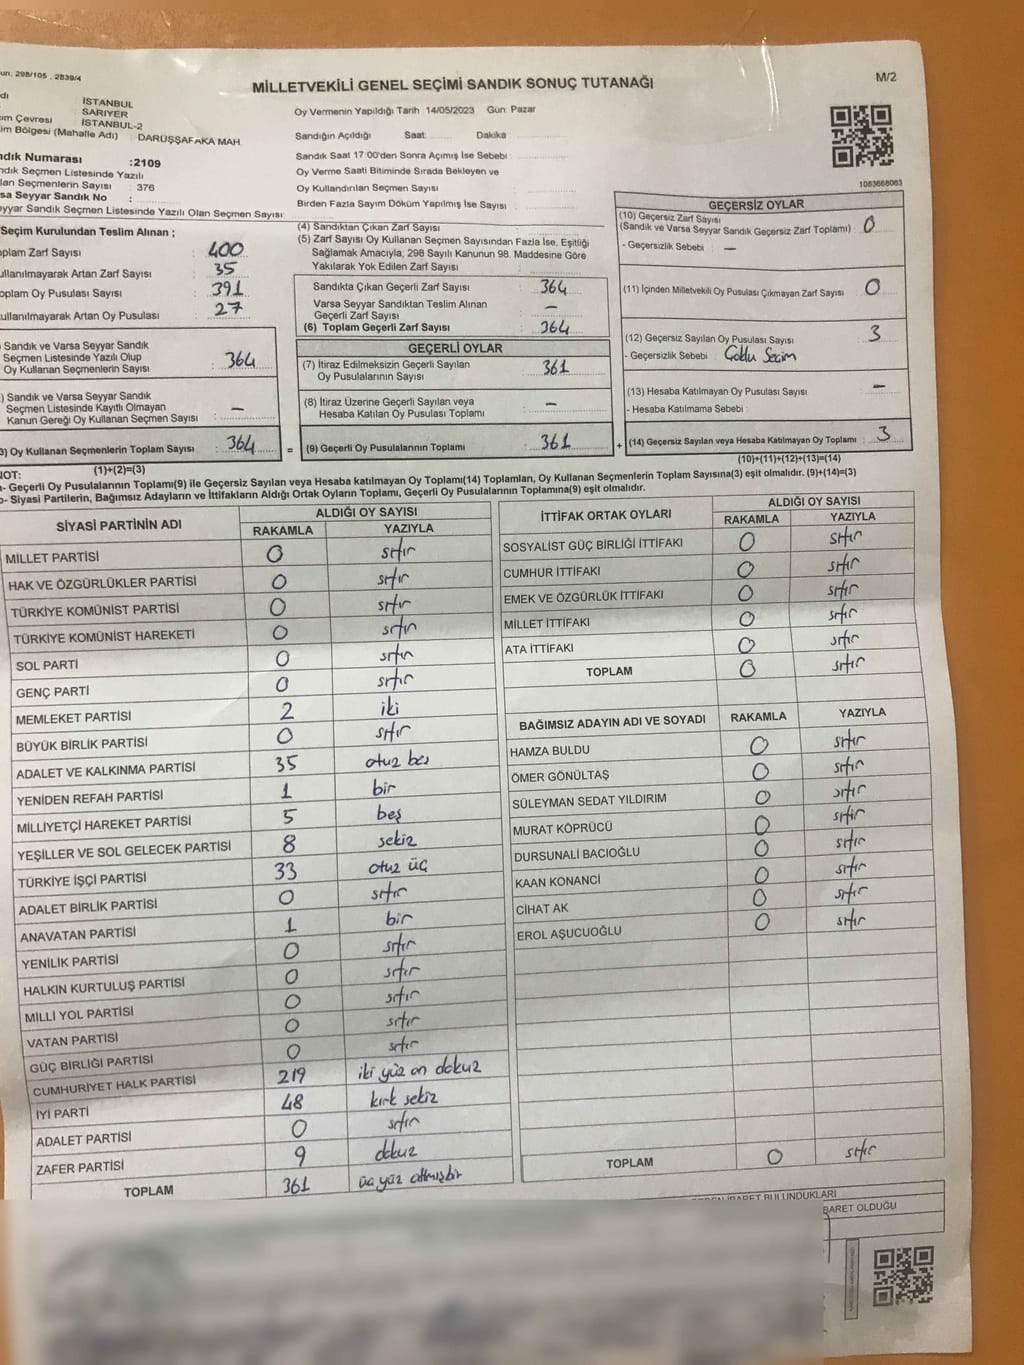 un. 298/105 , 2839/4
M/2
MİLLETVEKİLİ GENEL SEÇİMİ SANDIK SONUÇ TUTANAĞI
dı İSTANBUL
SARIYER
im Çevresi İSTANBUL-2
im Bölgesi (Mahalle Adı) : DARÜŞŞAFAKA MAH
ndık Numarası :2109
ndık Seçmen Listesinde Yazılı
lan Seçmenlerin Sayısı : 376
sa Seyyar Sandık No :
yyar Sandık Seçmen Listesinde Yazılı Olan Seçmen Sayısı:
Oy Vermenin Yapıldığı Tarih : 14/05/2023 Gün: Pazar
Sandığın Açıldığı Saat: Dakika
Sandık Saat 17:00'den Sonra Açımış İse Sebebi :
Oy Verme Saati Bitiminde Sırada Bekleyen ve
Oy Kullandırılan Seçmen Sayısı :
Birden Fazla Sayım Döküm Yapılmış İse Sayısı :
1083668063
Seçim Kurulundan Teslim Alınan ;
oplam Zarf Sayısı : 400
ullanılmayarak Artan Zarf Sayısı : 35
oplam Oy Pusulası Sayısı : 391
ullanılmayarak Artan Oy Pusulası : 27
) Sandık ve Varsa Seyyar Sandık
Seçmen Listesinde Yazılı Olup
Oy Kullanan Seçmenlerin Sayısı : 364
) Sandık ve Varsa Seyyar Sandık
Seçmen Listesinde Kayıtlı Olmayan
Kanun Gereği Oy Kullanan Seçmen Sayısı : –
3) Oy Kullanan Seçmenlerin Toplam Sayısı : 364 =
(1)+(2)=(3)
(4) Sandıktan Çıkan Zarf Sayısı
(5) Zarf Sayısı Oy Kullanan Seçmen Sayısından Fazla İse, Eşitliği
Sağlamak Amacıyla; 298 Sayılı Kanunun 98. Maddesine Göre
Yakılarak Yok Edilen Zarf Sayısı :
Sandıkta Çıkan Geçerli Zarf Sayısı : 364
Varsa Seyyar Sandıktan Teslim Alınan
Geçerli Zarf Sayısı : –
(6) Toplam Geçerli Zarf Sayısı : 364
GEÇERLİ OYLAR
(7) İtiraz Edilmeksizin Geçerli Sayılan
Oy Pusulalarının Sayısı : 361
(8) İtiraz Üzerine Geçerli Sayılan veya
Hesaba Katılan Oy Pusulası Toplamı : –
(9) Geçerli Oy Pusulalarının Toplamı : 361 +
GEÇERSİZ OYLAR
(10) Geçersiz Zarf Sayısı
(Sandık ve Varsa Seyyar Sandık Geçersiz Zarf Toplamı) : 0
- Geçersizlik Sebebi : –
(11) İçinden Milletvekili Oy Pusulası Çıkmayan Zarf Sayısı : 0
(12) Geçersiz Sayılan Oy Pusulası Sayısı : 3
- Geçersizlik Sebebi : Çoklu Seçim
(13) Hesaba Katılmayan Oy Pusulası Sayısı : –
- Hesaba Katılmama Sebebi :
(14) Geçersiz Sayılan veya Hesaba Katılmayan Oy Toplamı : 3
(10)+(11)+(12)+(13)=(14)
NOT:
- Geçerli Oy Pusulalarının Toplamı(9) ile Geçersiz Sayılan veya Hesaba Katılmayan Oy Toplamı(14) Toplamları, Oy Kullanan Seçmenlerin Toplam Sayısına(3) eşit olmalıdır. (9)+(14)=(3)
- Siyasi Partilerin, Bağımsız Adayların ve İttifakların Aldığı Ortak Oyların Toplamı, Geçerli Oy Pusulalarının Toplamına(9) eşit olmalıdır.
SİYASİ PARTİNİN ADI ALDIĞI OY SAYISI
RAKAMLA YAZIYLA
MİLLET PARTİSİ 0 sıfır
HAK VE ÖZGÜRLÜKLER PARTİSİ 0 sıfır
TÜRKİYE KOMÜNİST PARTİSİ 0 sıfır
TÜRKİYE KOMÜNİST HAREKETİ 0 sıfır
SOL PARTİ 0 sıfır
GENÇ PARTİ 0 sıfır
MEMLEKET PARTİSİ 2 iki
BÜYÜK BİRLİK PARTİSİ 0 sıfır
ADALET VE KALKINMA PARTİSİ 35 otuz beş
YENİDEN REFAH PARTİSİ 1 bir
MİLLİYETÇİ HAREKET PARTİSİ 5 beş
YEŞİLLER VE SOL GELECEK PARTİSİ 8 sekiz
TÜRKİYE İŞÇİ PARTİSİ 33 otuz üç
ADALET BİRLİK PARTİSİ 0 sıfır
ANAVATAN PARTİSİ 1 bir
YENİLİK PARTİSİ 0 sıfır
HALKIN KURTULUŞ PARTİSİ 0 sıfır
MİLLİ YOL PARTİSİ 0 sıfır
VATAN PARTİSİ 0 sıfır
GÜÇ BİRLİĞİ PARTİSİ 0 sıfır
CUMHURİYET HALK PARTİSİ 219 iki yüz on dokuz
İYİ PARTİ 48 kırk sekiz
ADALET PARTİSİ 0 sıfır
ZAFER PARTİSİ 9 dokuz
TOPLAM 361 üç yüz altmışbir
İTTİFAK ORTAK OYLARI ALDIĞI OY SAYISI
RAKAMLA YAZIYLA
SOSYALİST GÜÇ BİRLİĞİ İTTİFAKI 0 sıfır
CUMHUR İTTİFAKI 0 sıfır
EMEK VE ÖZGÜRLÜK İTTİFAKI 0 sıfır
MİLLET İTTİFAKI 0 sıfır
ATA İTTİFAKI 0 sıfır
TOPLAM 0 sıfır
BAĞIMSIZ ADAYIN ADI VE SOYADI RAKAMLA YAZIYLA
HAMZA BULDU 0 sıfır
ÖMER GÖNÜLTAŞ 0 sıfır
SÜLEYMAN SEDAT YILDIRIM 0 sıfır
MURAT KÖPRÜCÜ 0 sıfır
DURSUNALİ BACIOĞLU 0 sıfır
KAAN KONANCİ 0 sıfır
CİHAT AK 0 sıfır
EROL AŞUCUOĞLU 0 sıfır
TOPLAM 0 sıfır
İBARET BULUNDUKLARI
BARET OLDUĞU